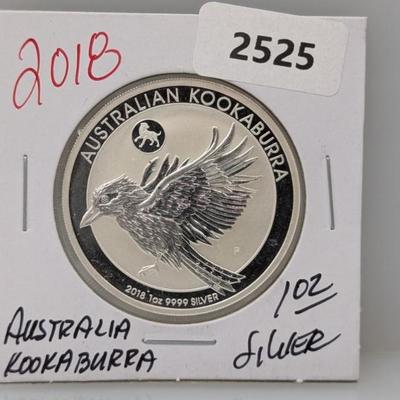 2018
2525
AUSTRALIAN KOOKABURRA
P
2018 1oz 9999 SILVER
1oz
SILVER
AUSTRALIA
KOOKABURRA